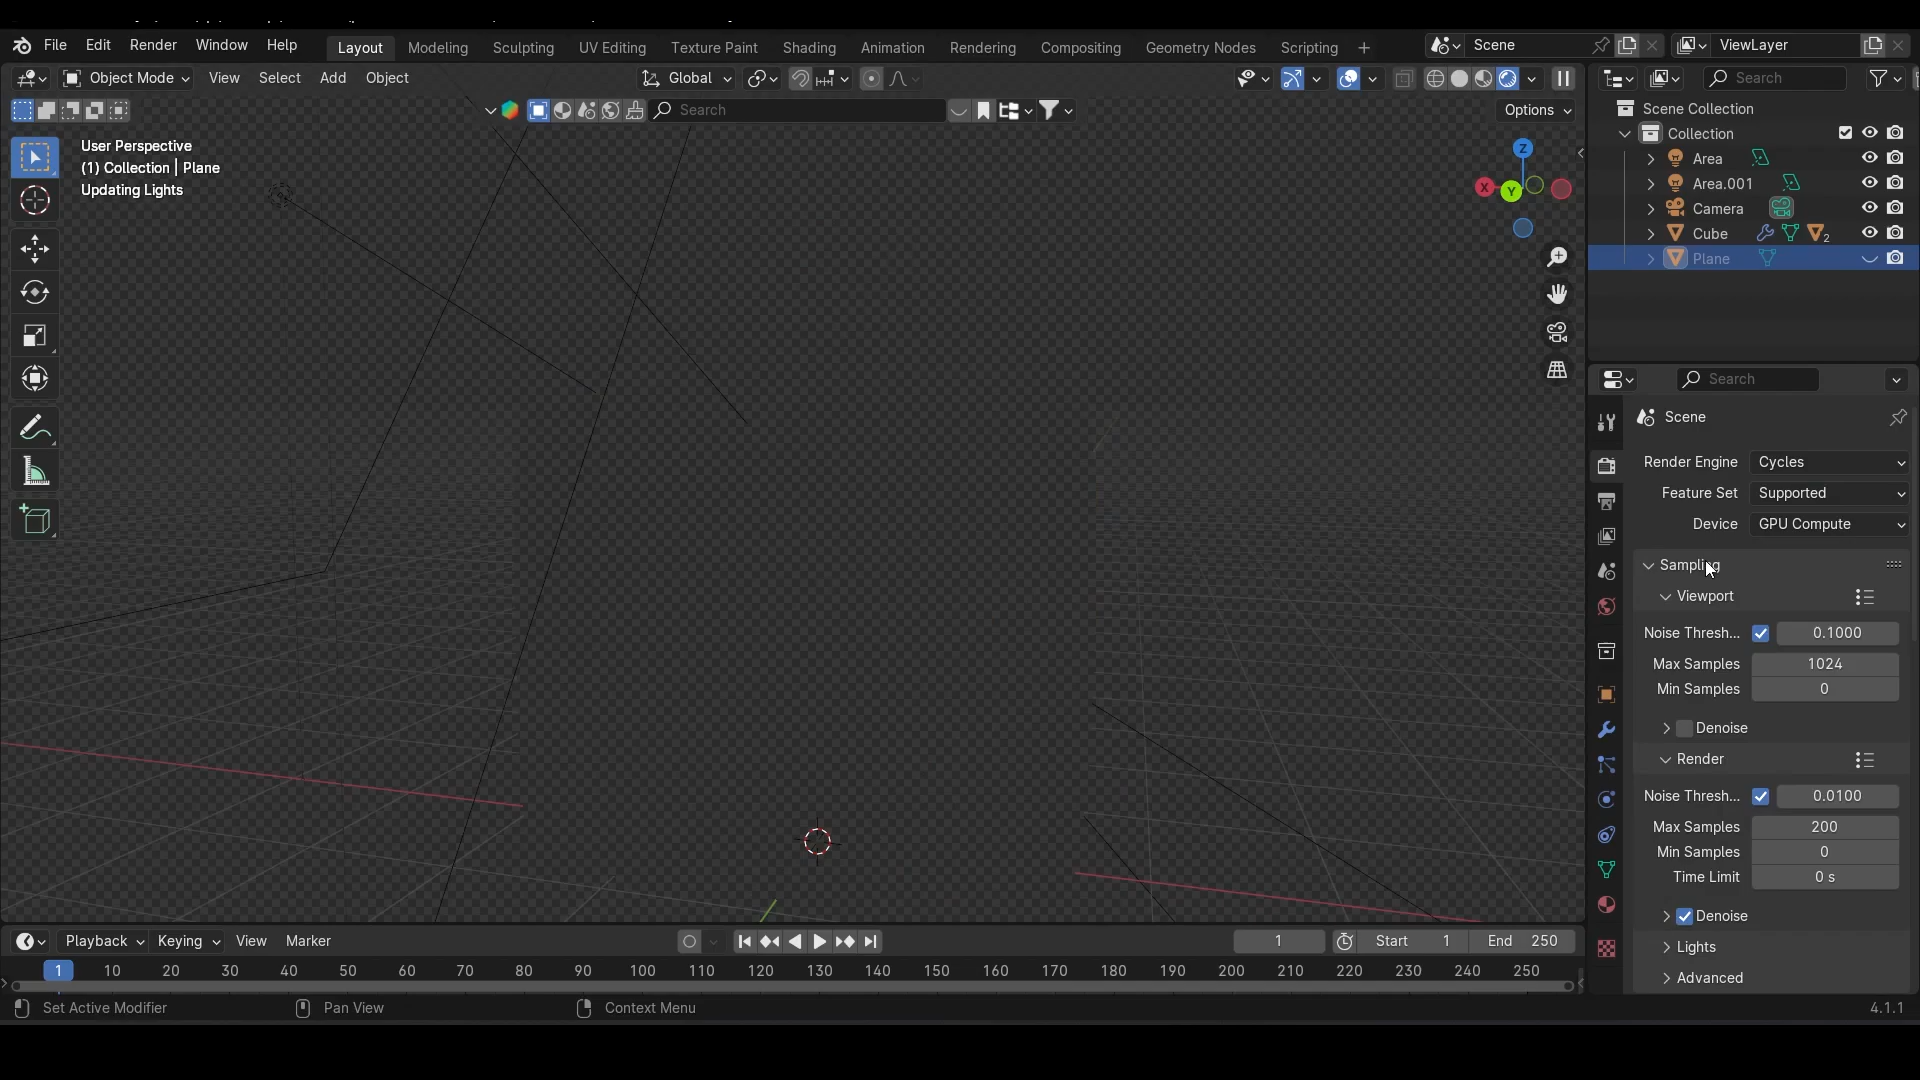 File Edit Render Window Help Layout Modeling Sculpting UV Editing Texture Paint Shading Animation Rendering Compositing Geometry Nodes Scripting + Scene ViewLayer
Object Mode View Select Add Object Global Search
Search Options
User Perspective
(1) Collection | Plane
Updating Lights
Z
X Y
Scene Collection
Collection
Area
Area.001
Camera
Cube 2
Plane
Search
Scene
Render Engine Cycles
Feature Set Supported
Device GPU Compute
Sampling
Viewport
Noise Thresh... 0.1000
Max Samples 1024
Min Samples 0
Denoise
Render
Noise Thresh... 0.0100
Max Samples 200
Min Samples 0
Time Limit 0 s
Denoise
Lights
Advanced
Playback Keying View Marker 1 Start 1 End 250
1 10 20 30 40 50 60 70 80 90 100 110 120 130 140 150 160 170 180 190 200 210 220 230 240 250
Set Active Modifier Pan View Context Menu 4.1.1